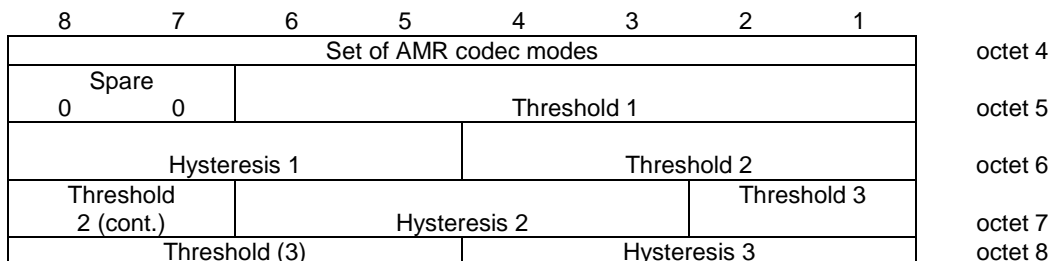 8 7 6 5 4 3 2 1
Set of AMR codec modes octet 4
Spare
0 0 Threshold 1 octet 5
Hysteresis 1 Threshold 2 octet 6
Threshold Threshold 3
2 (cont.) Hysteresis 2 octet 7
Threshold (3) Hysteresis 3 octet 8